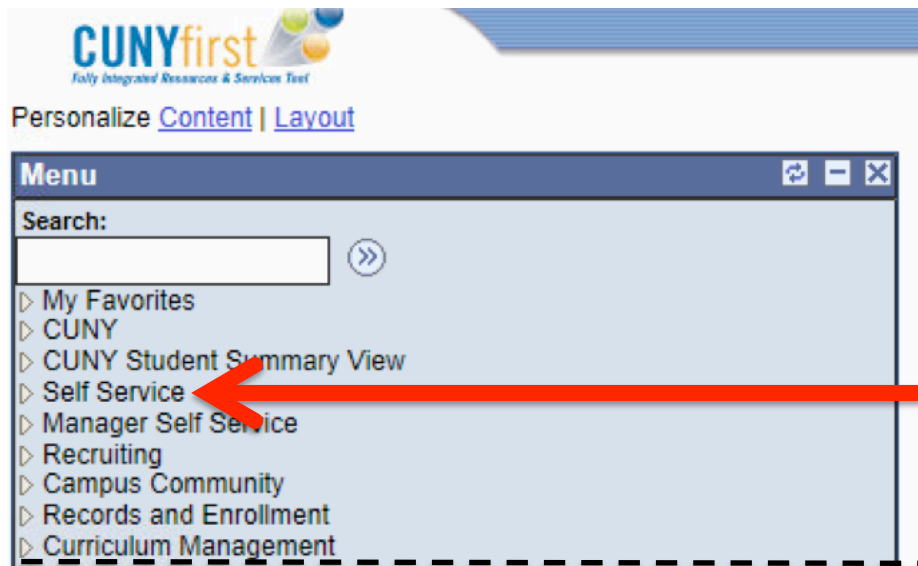 CUNYfirst
Fully Integrated Resources & Services Tool
Personalize Content | Layout
Menu
Search:
My Favorites
CUNY
CUNY Student Summary View
Self Service
Manager Self Service
Recruiting
Campus Community
Records and Enrollment
Curriculum Management